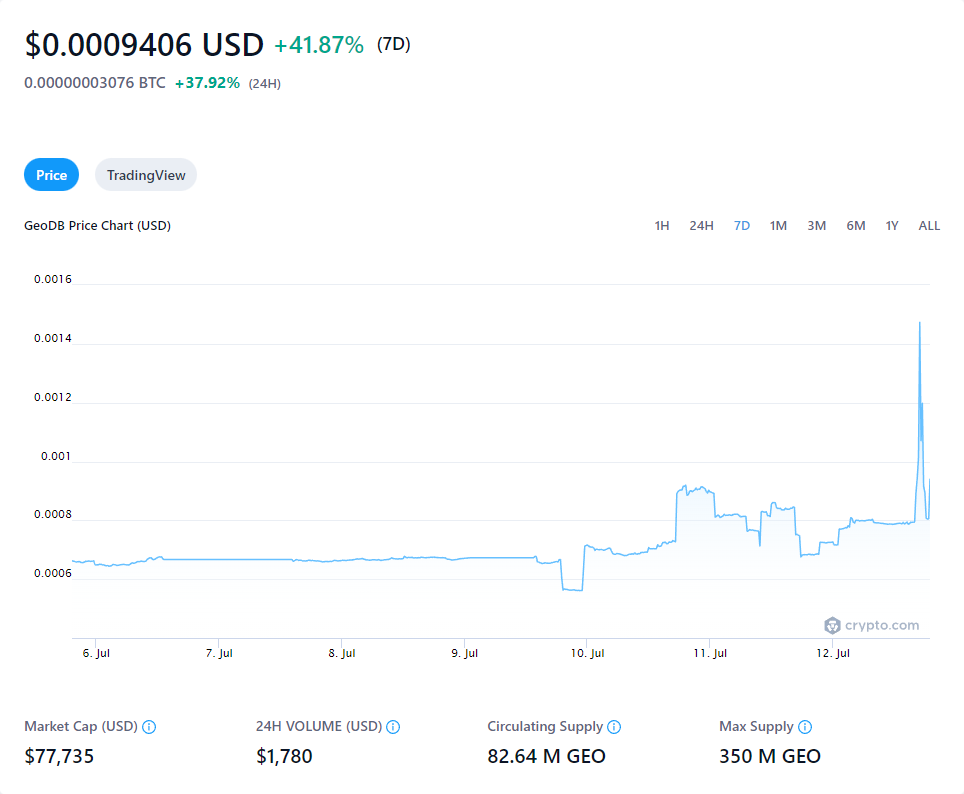 $0.0009406 USD +41.87% (7D)
0.00000003076 BTC +37.92% (24H)
Price TradingView
GeoDB Price Chart (USD) 1H 24H 7D 1M 3M 6M 1Y ALL
0.0016
0.0014
0.0012
0.001
0.0008
0.0006
crypto.com
6. Jul 7. Jul 8. Jul 9. Jul 10. Jul 11. Jul 12. Jul
Market Cap (USD) 24H VOLUME (USD) Circulating Supply Max Supply
$77,735 $1,780 82.64 M GEO 350 M GEO